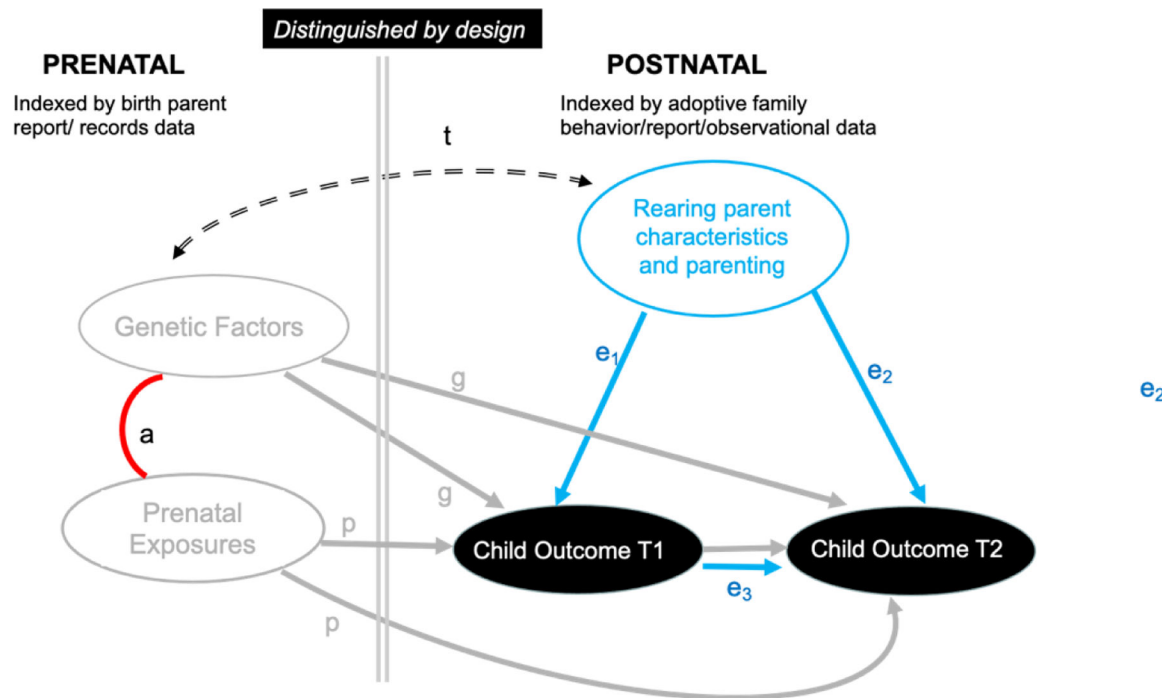 Distinguished by design
PRENATAL
Indexed by birth parent
report/ records data
POSTNATAL
Indexed by adoptive family
behavior/report/observational data
t
Rearing parent
characteristics
and parenting
Genetic Factors
e₁
e₂
g
e₂
a
g
Prenatal
Exposures
p
Child Outcome T1
Child Outcome T2
e₃
p